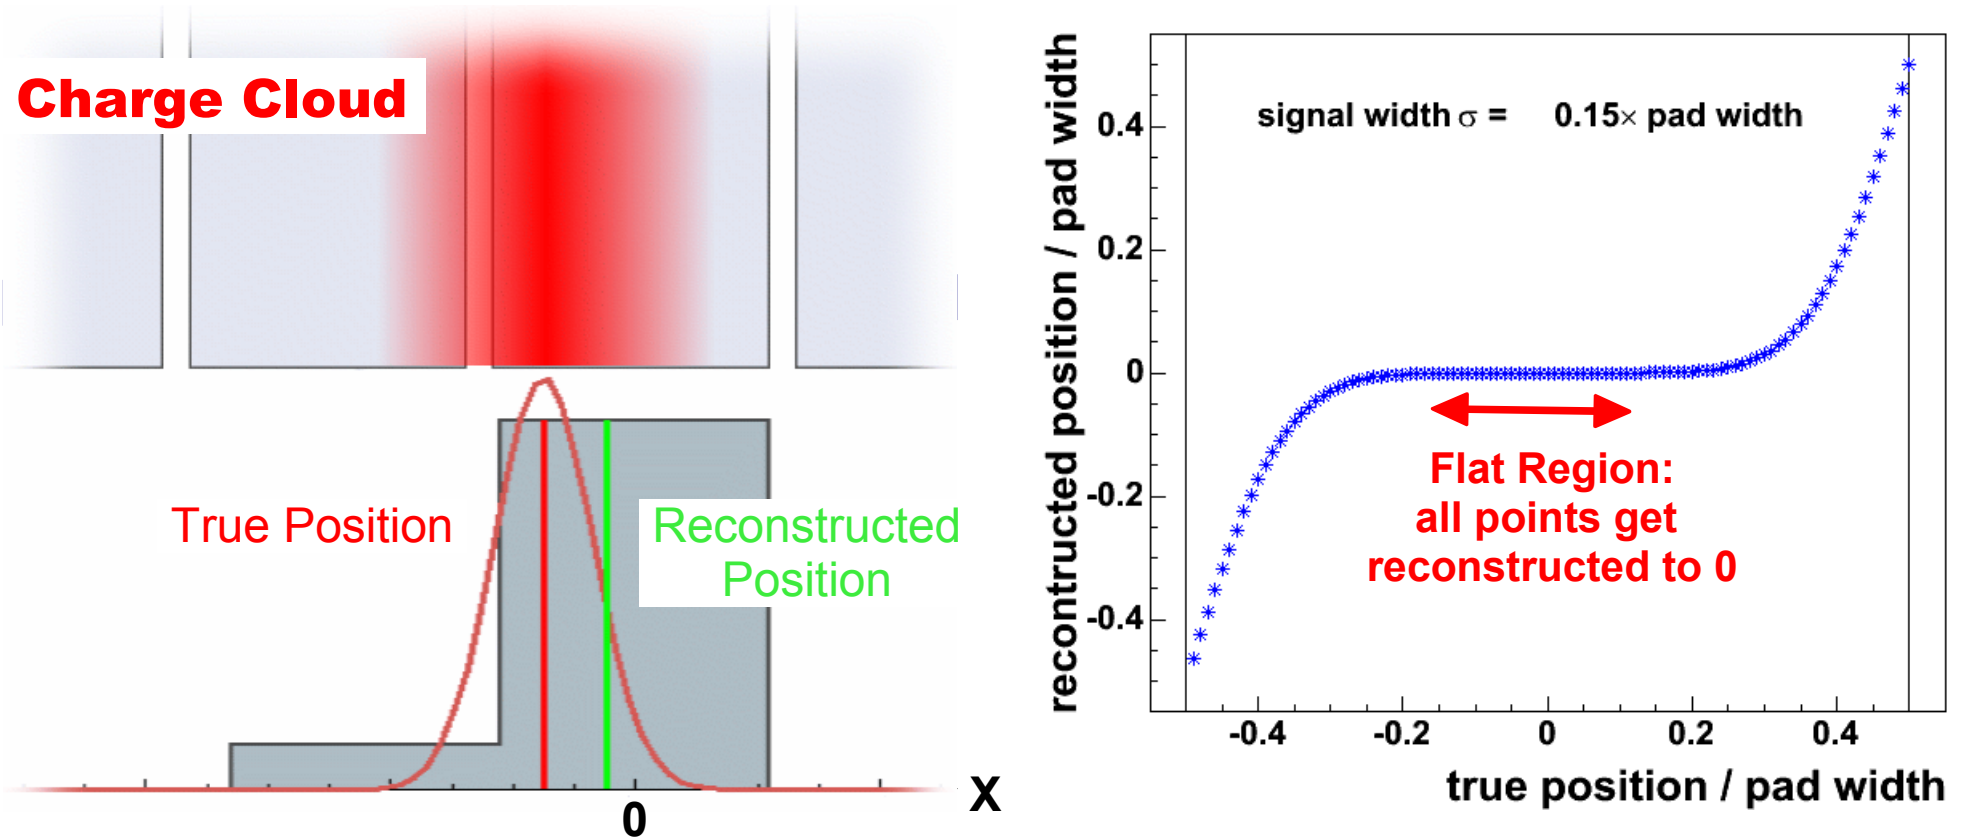 Charge Cloud
True Position
Reconstructed
Position
0
X
recontructed position / pad width
signal width σ = 0.15× pad width
0.4
0.2
0
-0.2
-0.4
Flat Region:
all points get
reconstructed to 0
-0.4 -0.2 0 0.2 0.4
true position / pad width